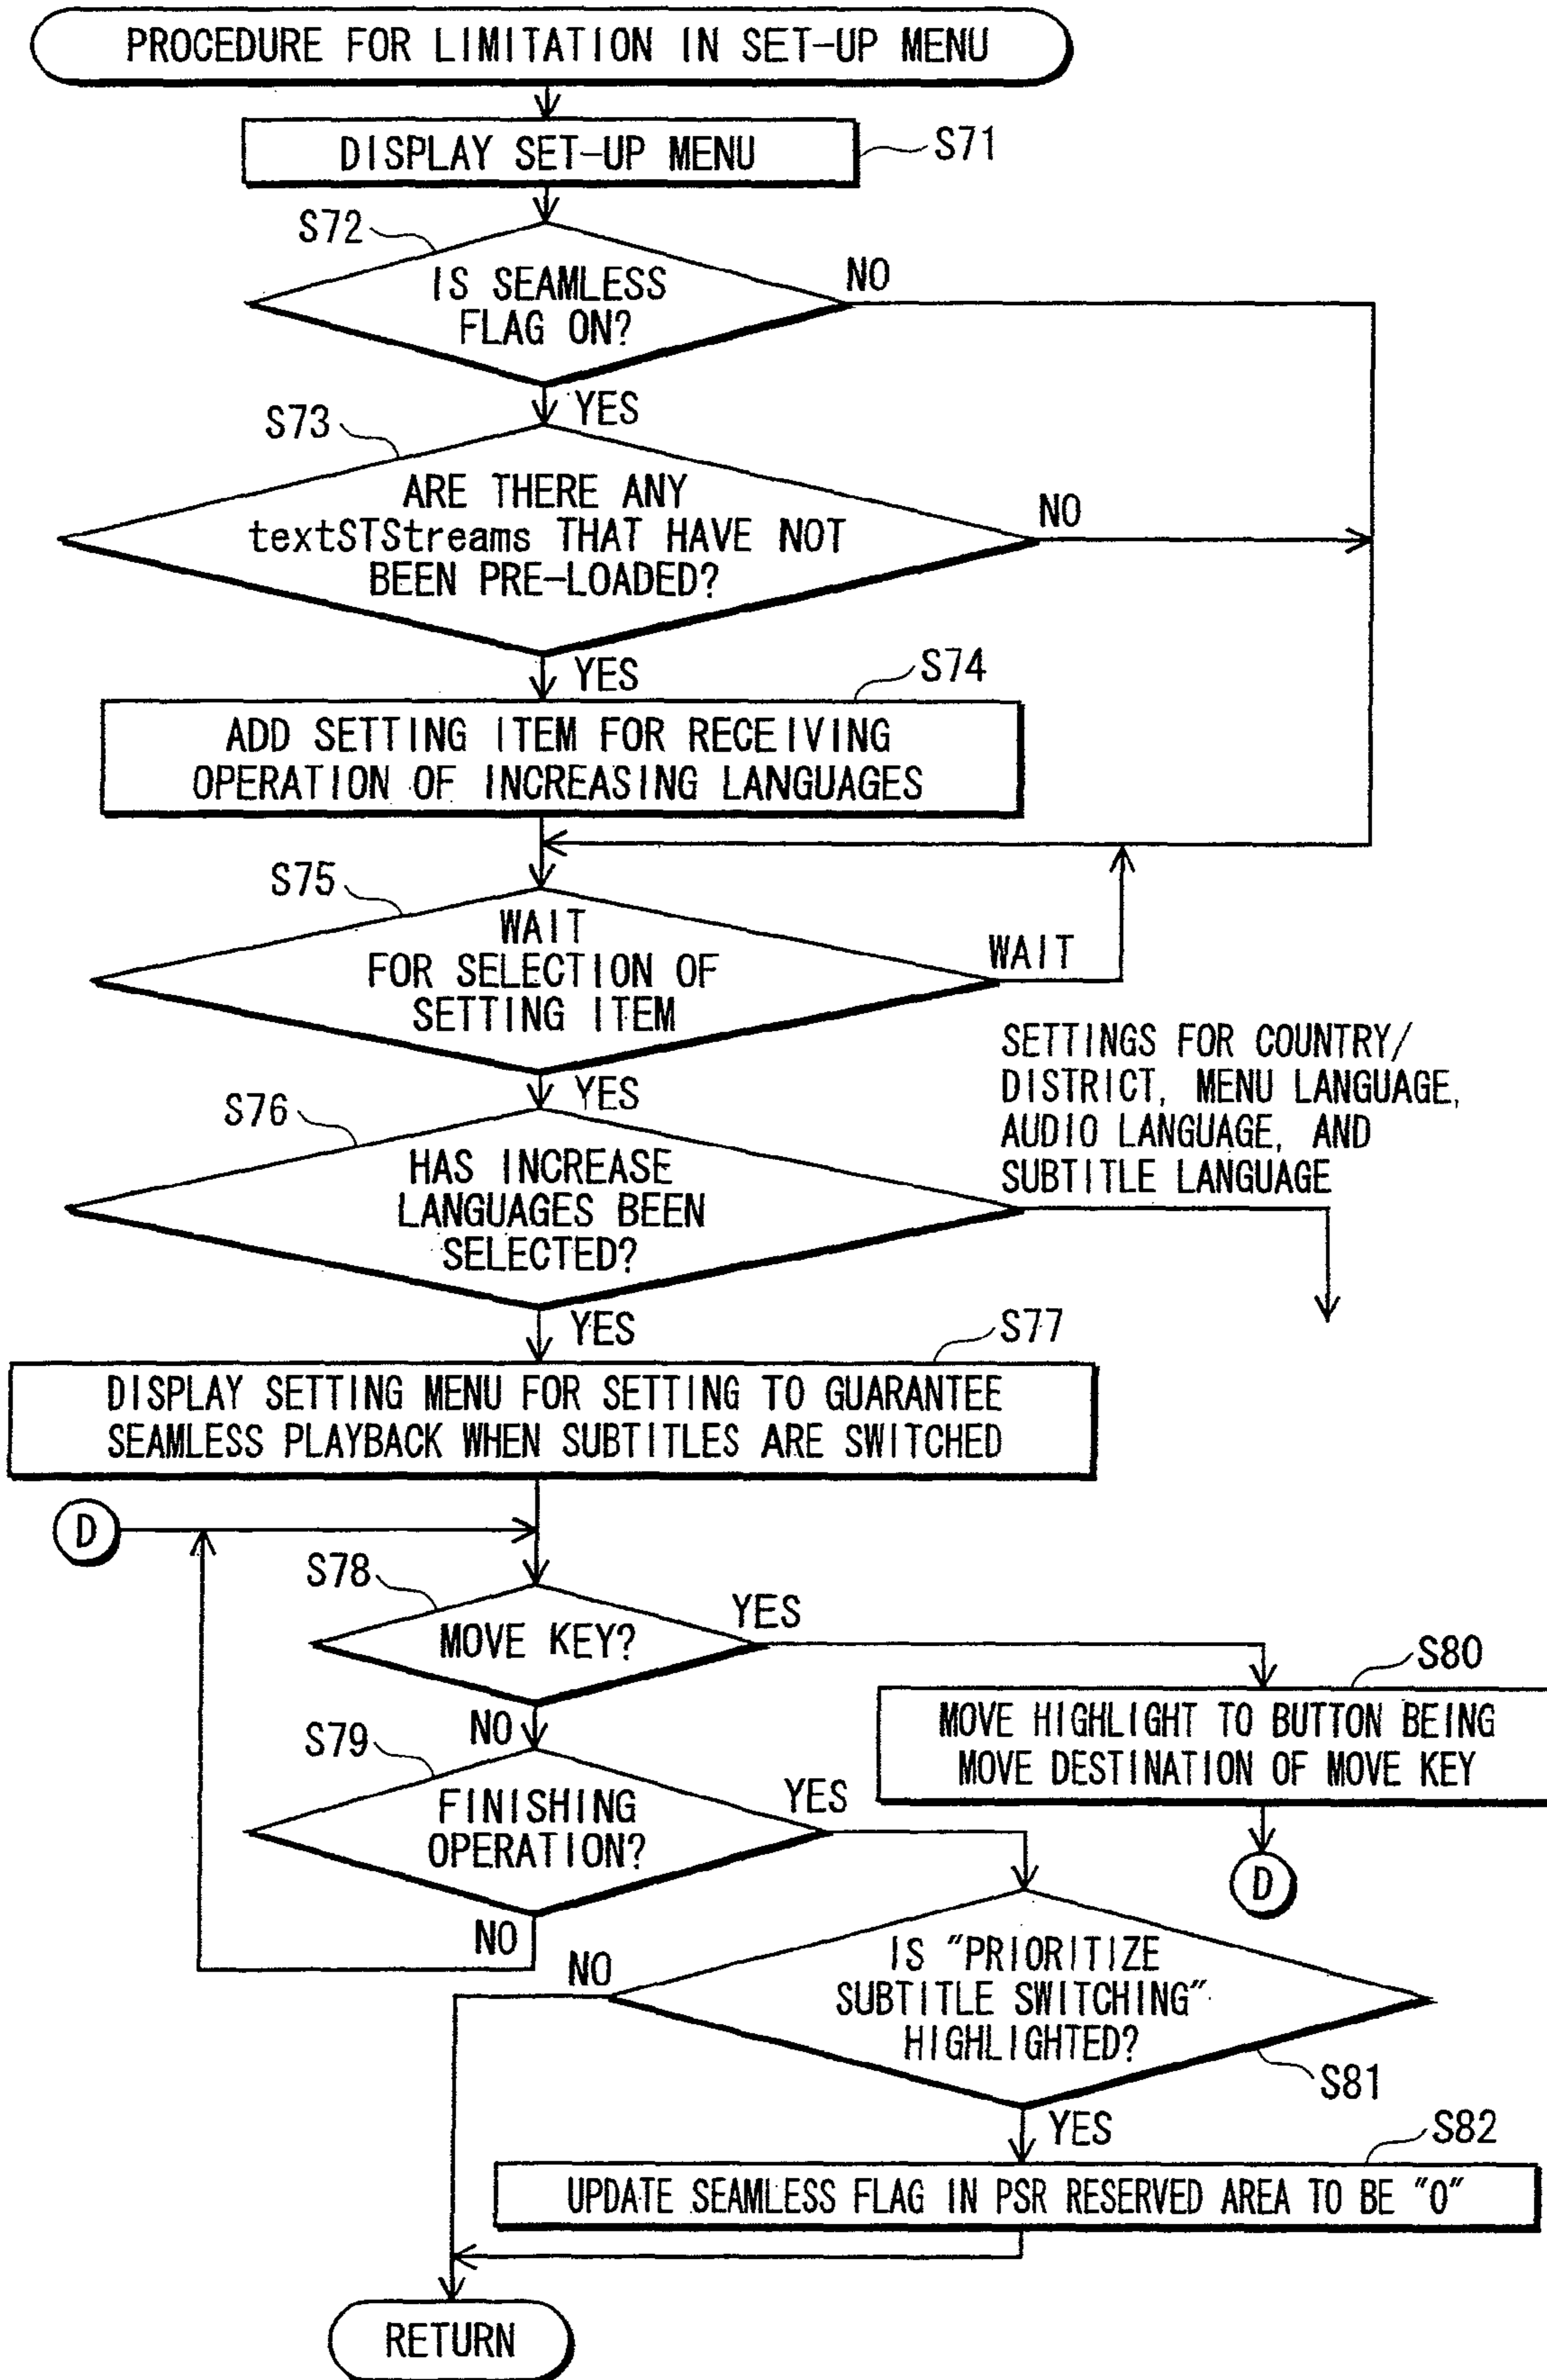 PROCEDURE FOR LIMITATION IN SET-UP MENU
DISPLAY SET-UP MENU
S71
S72
IS SEAMLESS
FLAG ON?
NO
YES
S73
ARE THERE ANY
textSTStreams THAT HAVE NOT
BEEN PRE-LOADED?
NO
YES
S74
ADD SETTING ITEM FOR RECEIVING
OPERATION OF INCREASING LANGUAGES
S75
WAIT
FOR SELECTION OF
SETTING ITEM
WAIT
YES
SETTINGS FOR COUNTRY/
DISTRICT, MENU LANGUAGE,
AUDIO LANGUAGE, AND
SUBTITLE LANGUAGE
S76
HAS INCREASE
LANGUAGES BEEN
SELECTED?
YES
S77
DISPLAY SETTING MENU FOR SETTING TO GUARANTEE
SEAMLESS PLAYBACK WHEN SUBTITLES ARE SWITCHED
D
S78
MOVE KEY?
YES
NO
S80
MOVE HIGHLIGHT TO BUTTON BEING
MOVE DESTINATION OF MOVE KEY
D
S79
FINISHING
OPERATION?
YES
NO
IS "PRIORITIZE
SUBTITLE SWITCHING"
HIGHLIGHTED?
NO
S81
YES
S82
UPDATE SEAMLESS FLAG IN PSR RESERVED AREA TO BE "0"
RETURN